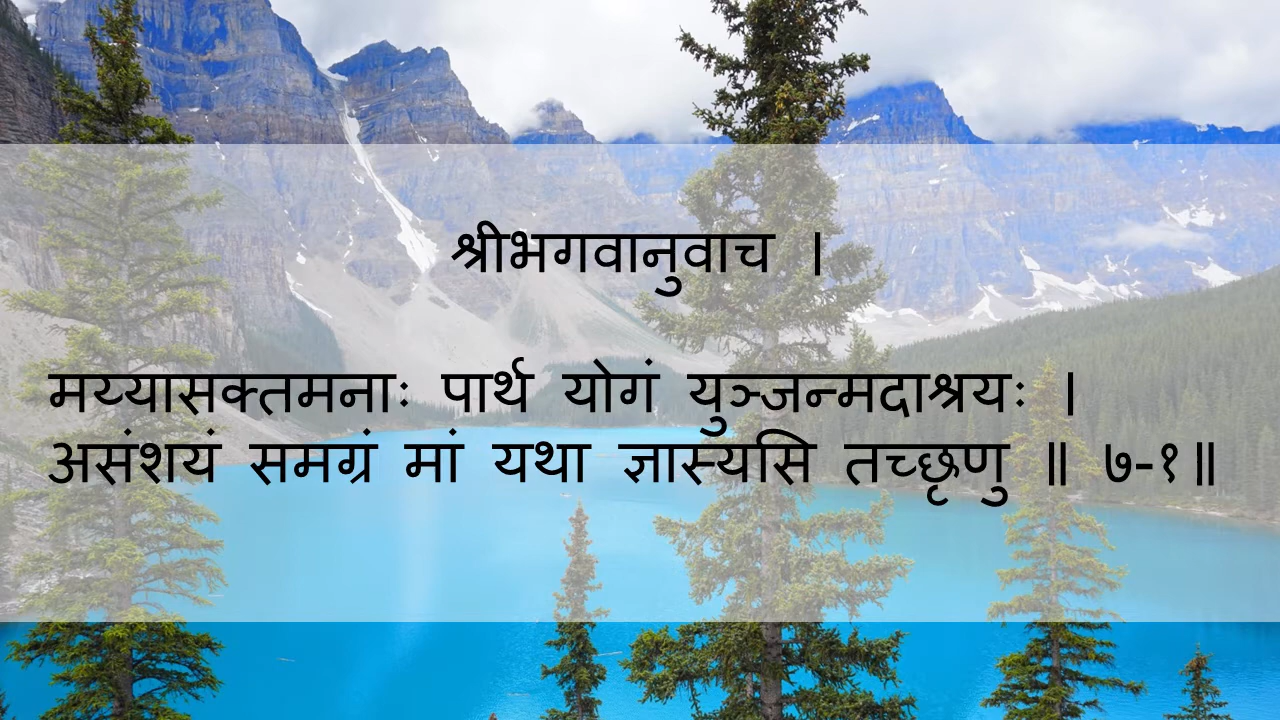 श्रीभगवानुवाच ।
मय्यासक्तमनाः पार्थ योगं युञ्जन्मदाश्रयः ।
असंशयं समग्रं मां यथा ज्ञास्यसि तच्छृणु ॥ ७-१॥